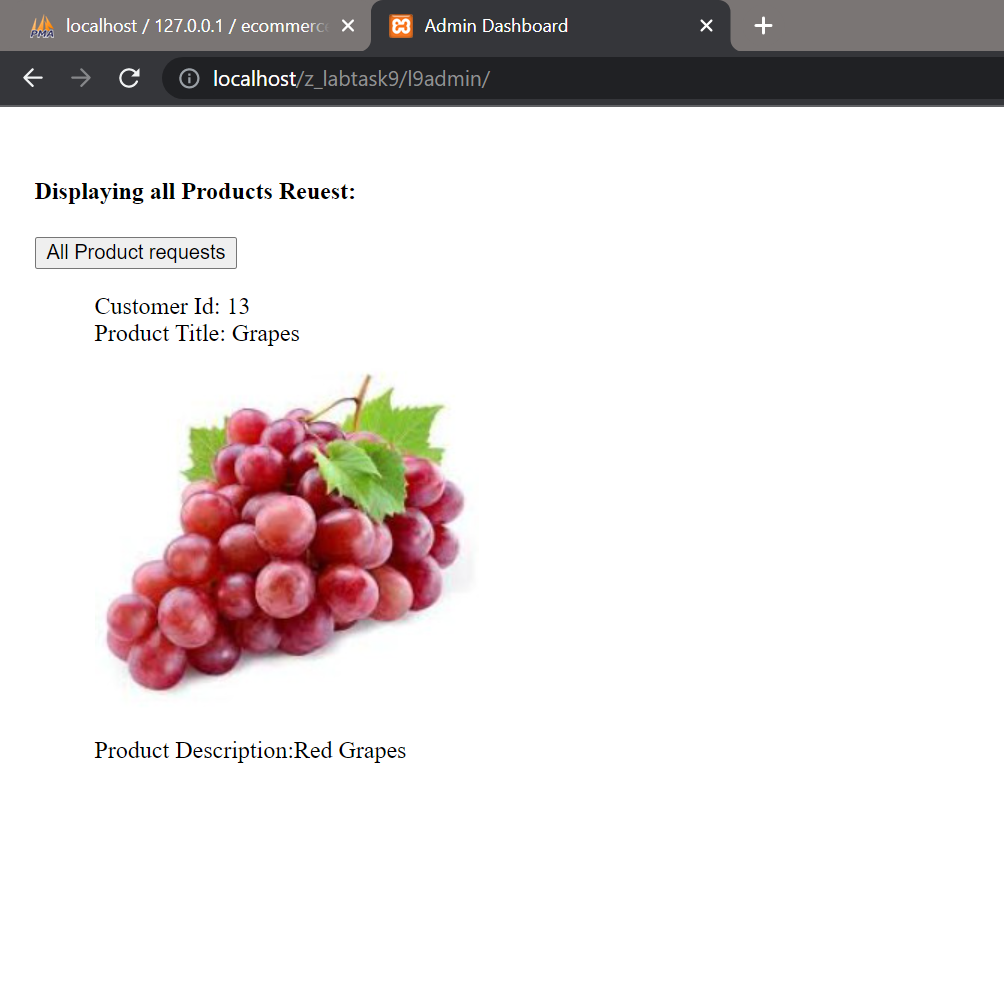 PMA localhost / 127.0.0.1 / ecommerc
Admin Dashboard
localhost/z_labtask9/l9admin/
Displaying all Products Reuest:
All Product requests
Customer Id: 13
Product Title: Grapes
Product Description:Red Grapes